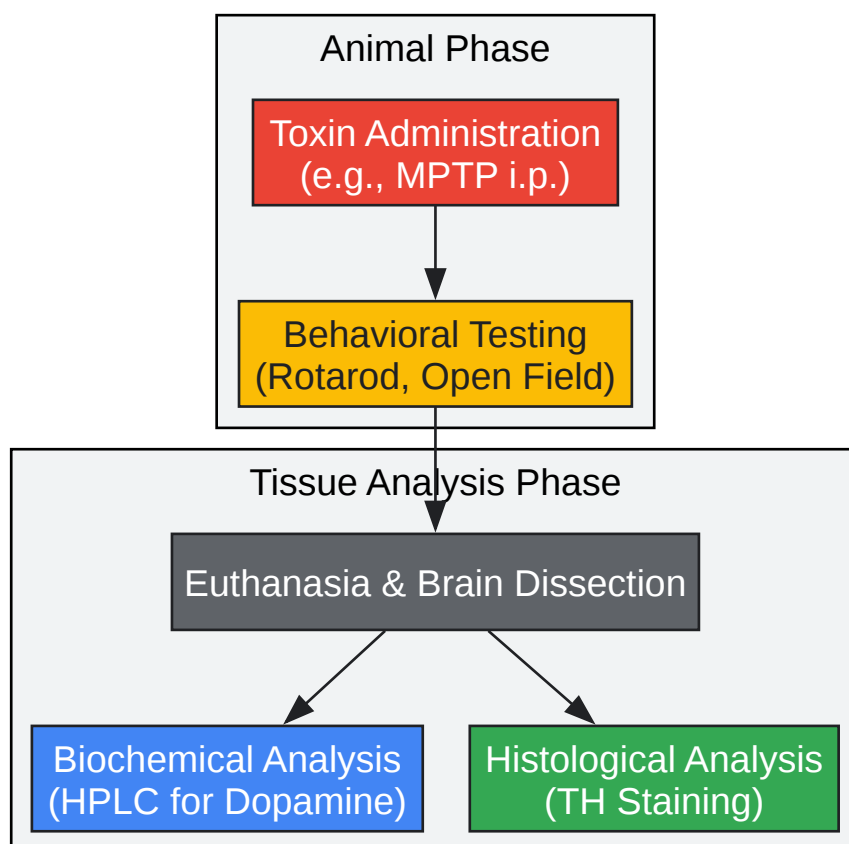 Animal Phase
Toxin Administration
(e.g., MPTP i.p.)
Behavioral Testing
(Rotarod, Open Field)
Tissue Analysis Phase
Euthanasia & Brain Dissection
Biochemical Analysis
(HPLC for Dopamine)
Histological Analysis
(TH Staining)